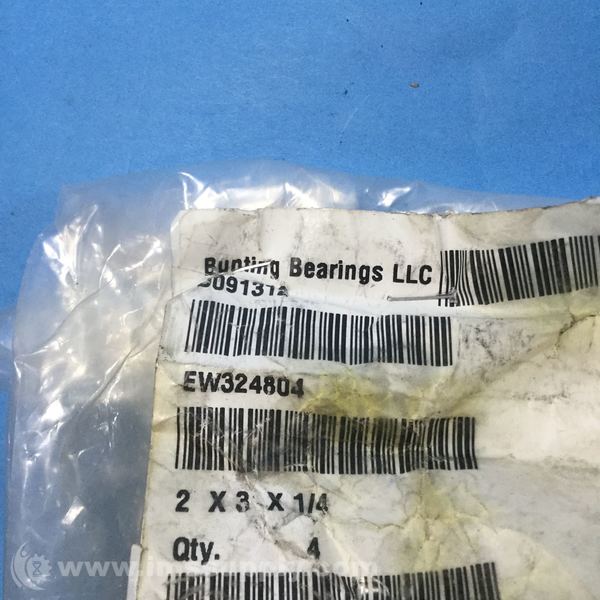 Bunting Bearings LLC
EW324804
2 X 3 X 1/4
Qty. 4